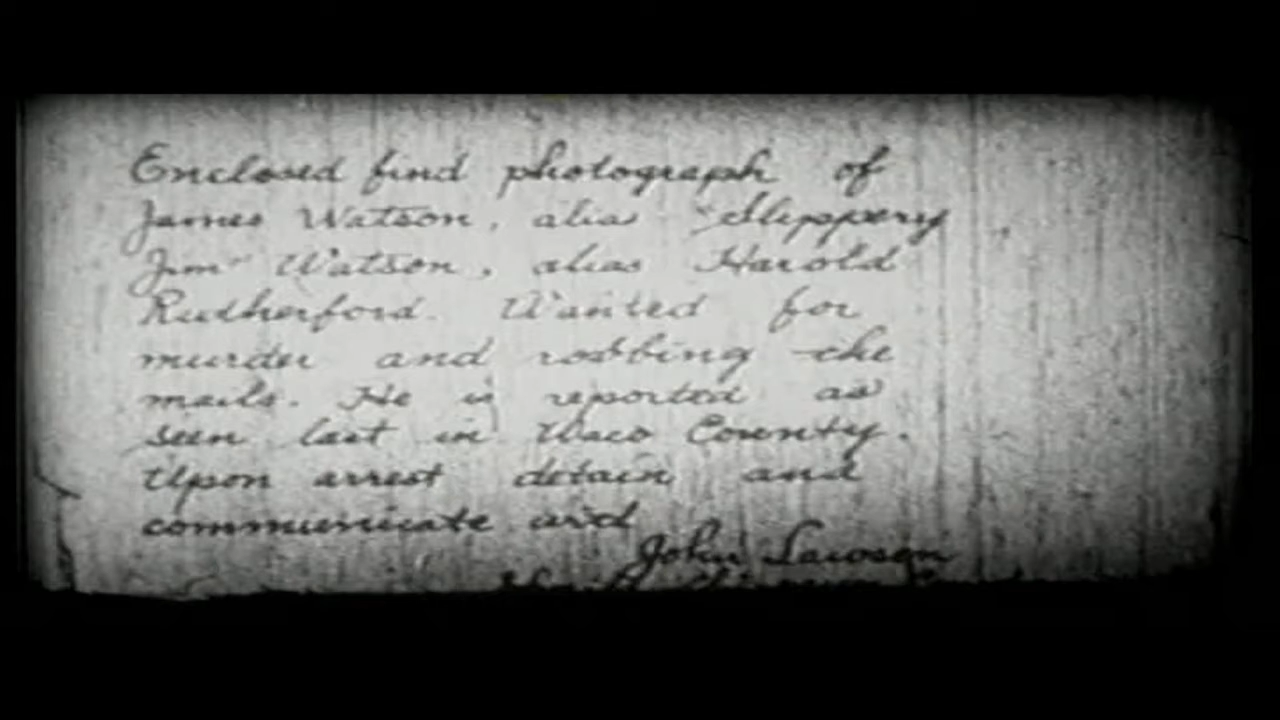 Enclosed find photograph of
James Watson, alias "Slippery
Jim" Watson, alias Harold
Rutherford. Wanted for
murder and robbing the
mails. He is reported as
seen last in Waco County.
Upon arrest detain and
communicate with
John Lawson